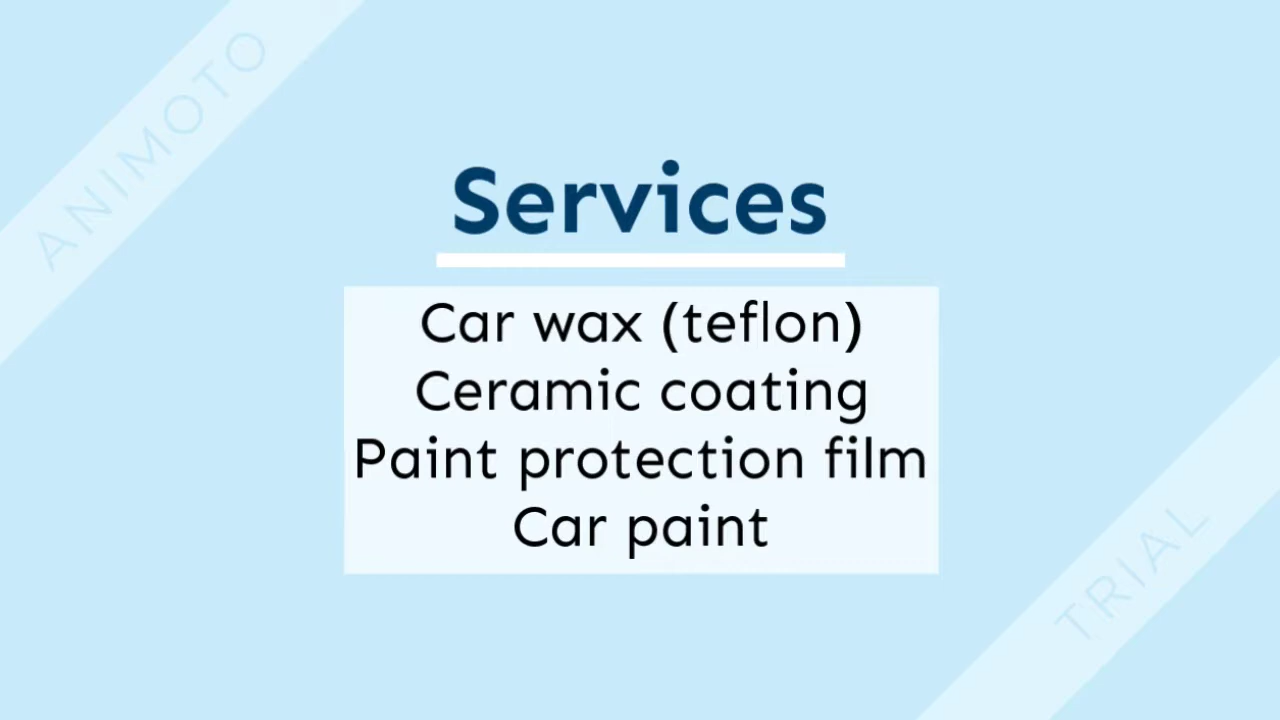 ANIMOTO
Services
Car wax (teflon)
Ceramic coating
Paint protection film
Car paint
TRIAL